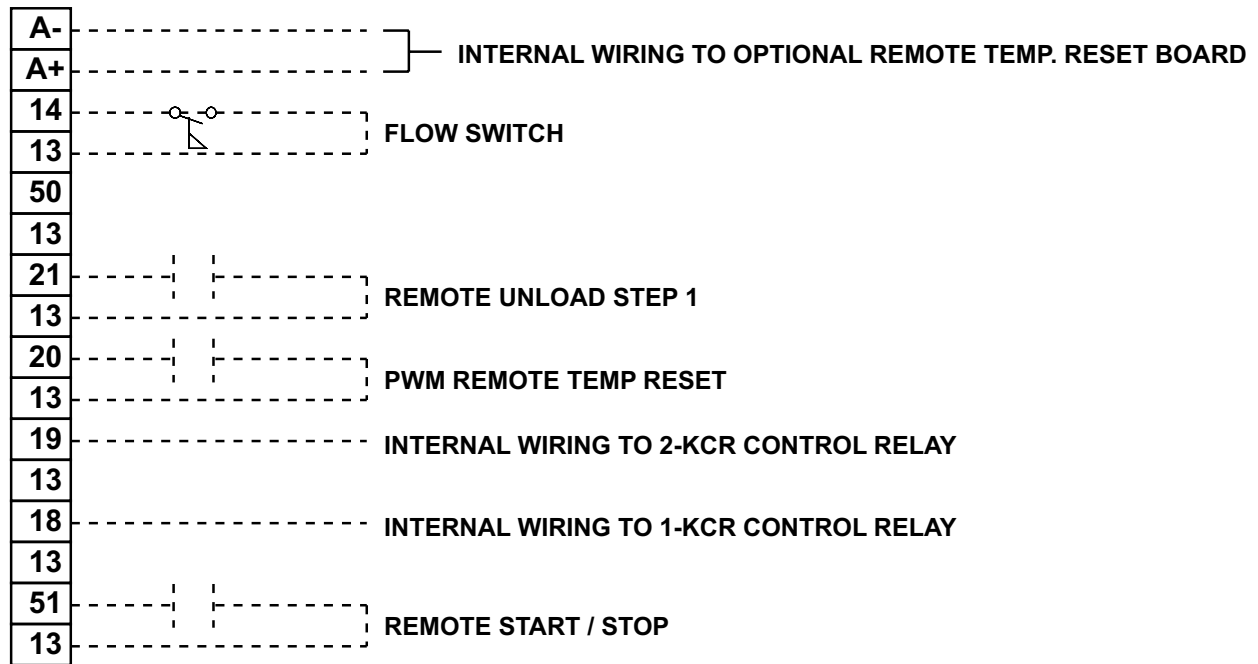 A-
A+
INTERNAL WIRING TO OPTIONAL REMOTE TEMP. RESET BOARD
14
13
FLOW SWITCH
50
13
21
13
REMOTE UNLOAD STEP 1
20
13
PWM REMOTE TEMP RESET
19
INTERNAL WIRING TO 2-KCR CONTROL RELAY
13
18
INTERNAL WIRING TO 1-KCR CONTROL RELAY
13
51
13
REMOTE START / STOP